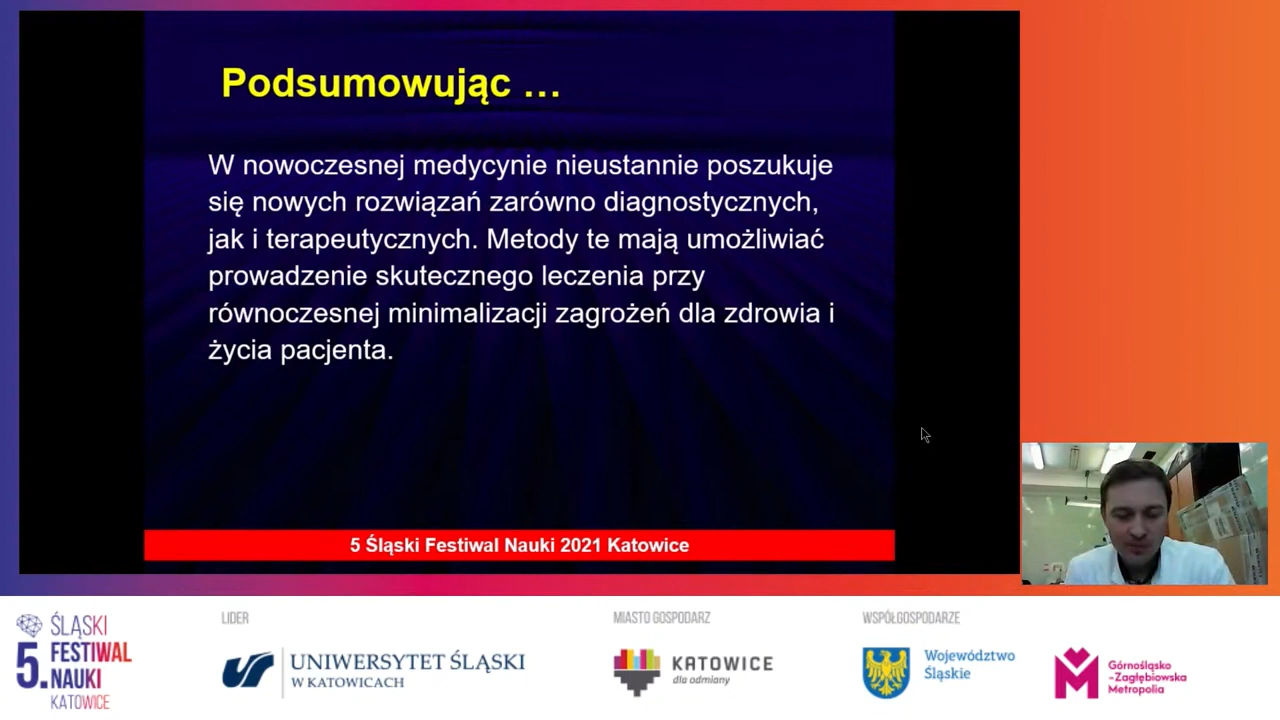 Podsumowując ...
W nowoczesnej medycynie nieustannie poszukuje
się nowych rozwiązań zarówno diagnostycznych,
jak i terapeutycznych. Metody te mają umożliwiać
prowadzenie skutecznego leczenia przy
równoczesnej minimalizacji zagrożeń dla zdrowia i
życia pacjenta.
5 Śląski Festiwal Nauki 2021 Katowice
5. ŚLĄSKI
FESTIWAL
NAUKI
KATOWICE
LIDER
UNIWERSYTET ŚLĄSKI
W KATOWICACH
MIASTO GOSPODARZ
KATOWICE
dla odmiany
WSPÓŁGOSPODARZE
Województwo
Śląskie
Górnośląsko
-Zagłębiowska
Metropolia